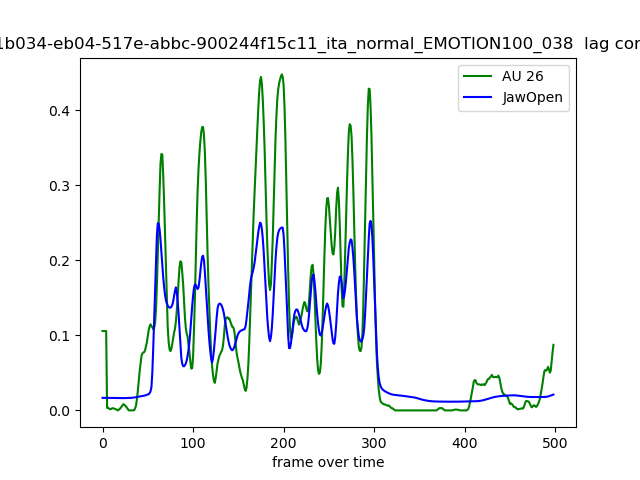 1b034-eb04-517e-abbc-900244f15c11_ita_normal_EMOTION100_038 lag cor
AU 26
JawOpen
0.4
0.3
0.2
0.1
0.0
0 100 200 300 400 500
frame over time